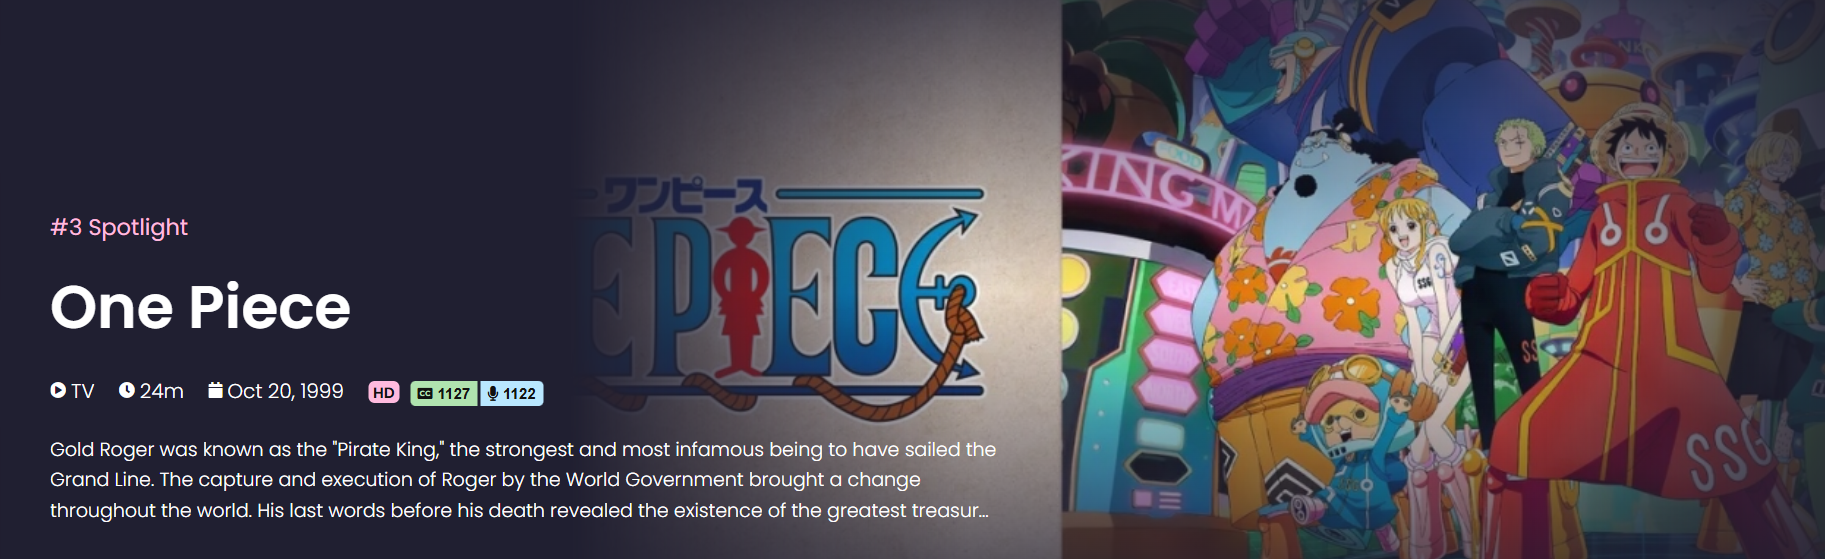 #3 Spotlight
One Piece
TV 24m Oct 20, 1999 HD CC 1127 1122
Gold Roger was known as the "Pirate King," the strongest and most infamous being to have sailed the
Grand Line. The capture and execution of Roger by the World Government brought a change
throughout the world. His last words before his death revealed the existence of the greatest treasur...
ワンピース
E PIECE
KING M
SSG
SSG